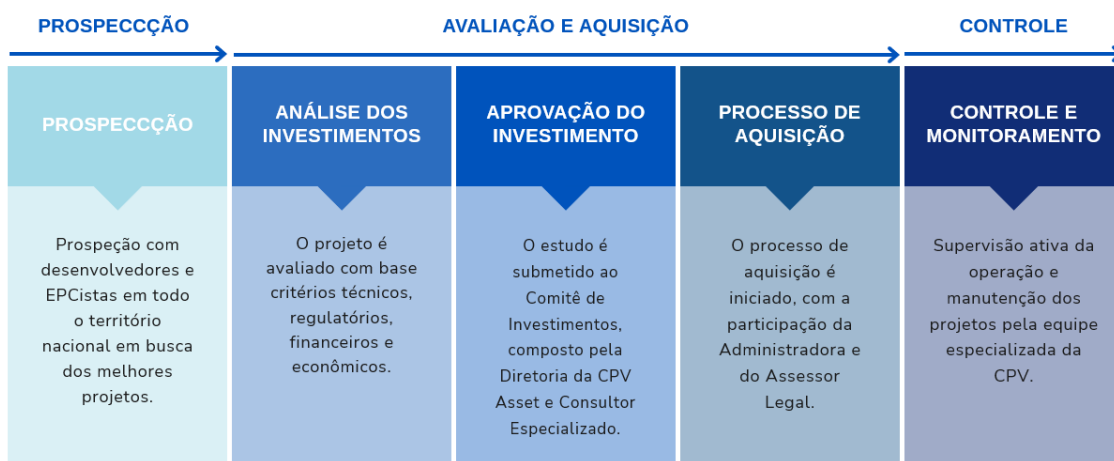 PROSPECCÇÃO
AVALIAÇÃO E AQUISIÇÃO
CONTROLE
PROSPECCÇÃO
Prospeção com
desenvolvedores e
EPCistas em todo
o território
nacional em busca
dos melhores
projetos.
ANÁLISE DOS
INVESTIMENTOS
O projeto é
avaliado com base
critérios técnicos,
regulatórios,
financeiros e
econômicos.
APROVAÇÃO DO
INVESTIMENTO
O estudo é
submetido ao
Comitê de
Investimentos,
composto pela
Diretoria da CPV
Asset e Consultor
Especializado.
PROCESSO DE
AQUISIÇÃO
O processo de
aquisição é
iniciado, com a
participação da
Administradora e
do Assessor
Legal.
CONTROLE E
MONITORAMENTO
Supervisão ativa da
operação e
manutenção dos
projetos pela equipe
especializada da
CPV.